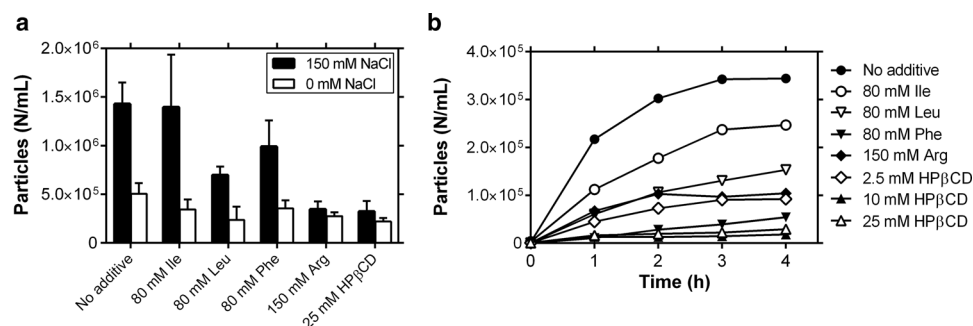 a
Particles (N/mL)
2.0×10⁶
1.5×10⁶
1.0×10⁶
5.0×10⁵
0
150 mM NaCl
0 mM NaCl
No additive
80 mM Ile
80 mM Leu
80 mM Phe
150 mM Arg
25 mM HPβCD
b
Particles (N/mL)
4.0×10⁵
3.0×10⁵
2.0×10⁵
1.0×10⁵
0
0 1 2 3 4
Time (h)
No additive
80 mM Ile
80 mM Leu
80 mM Phe
150 mM Arg
2.5 mM HPβCD
10 mM HPβCD
25 mM HPβCD